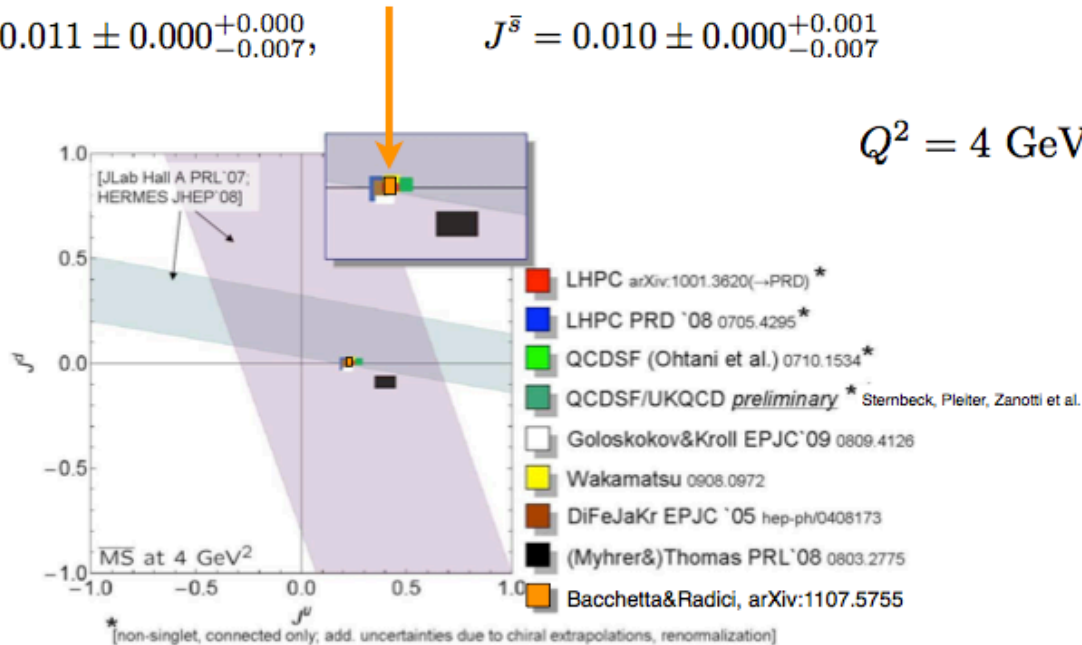 0.011 ± 0.000 +0.000 −0.007, J^s̄ = 0.010 ± 0.000 +0.001 −0.007
Q² = 4 GeV
1.0
[JLab Hall A PRL`07;
HERMES JHEP`08]
0.5
0.0
−0.5
−1.0
J^d
MS at 4 GeV²
−1.0 −0.5 0.0 0.5 1.0
J^u
LHPC arXiv:1001.3620(→PRD) *
LHPC PRD `08 0705.4295 *
QCDSF (Ohtani et al.) 0710.1534 *
QCDSF/UKQCD preliminary * Sternbeck, Pleiter, Zanotti et al.
Goloskokov&Kroll EPJC`09 0809.4126
Wakamatsu 0908.0972
DiFeJaKr EPJC `05 hep-ph/0408173
(Myhrer&)Thomas PRL`08 0803.2775
Bacchetta&Radici, arXiv:1107.5755
*[non-singlet, connected only; add. uncertainties due to chiral extrapolations, renormalization]